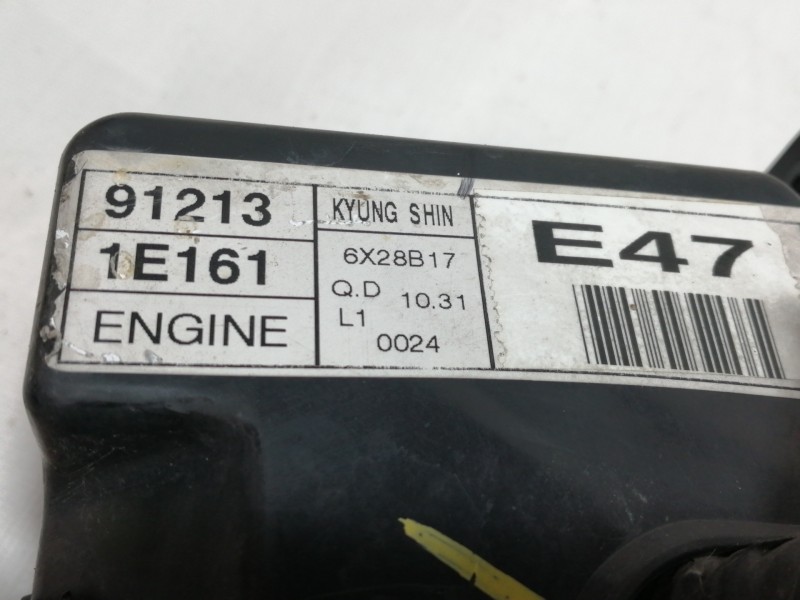 91213
1E161
ENGINE
KYUNG SHIN
6X28B17
Q.D 10.31
L1
0024
E47